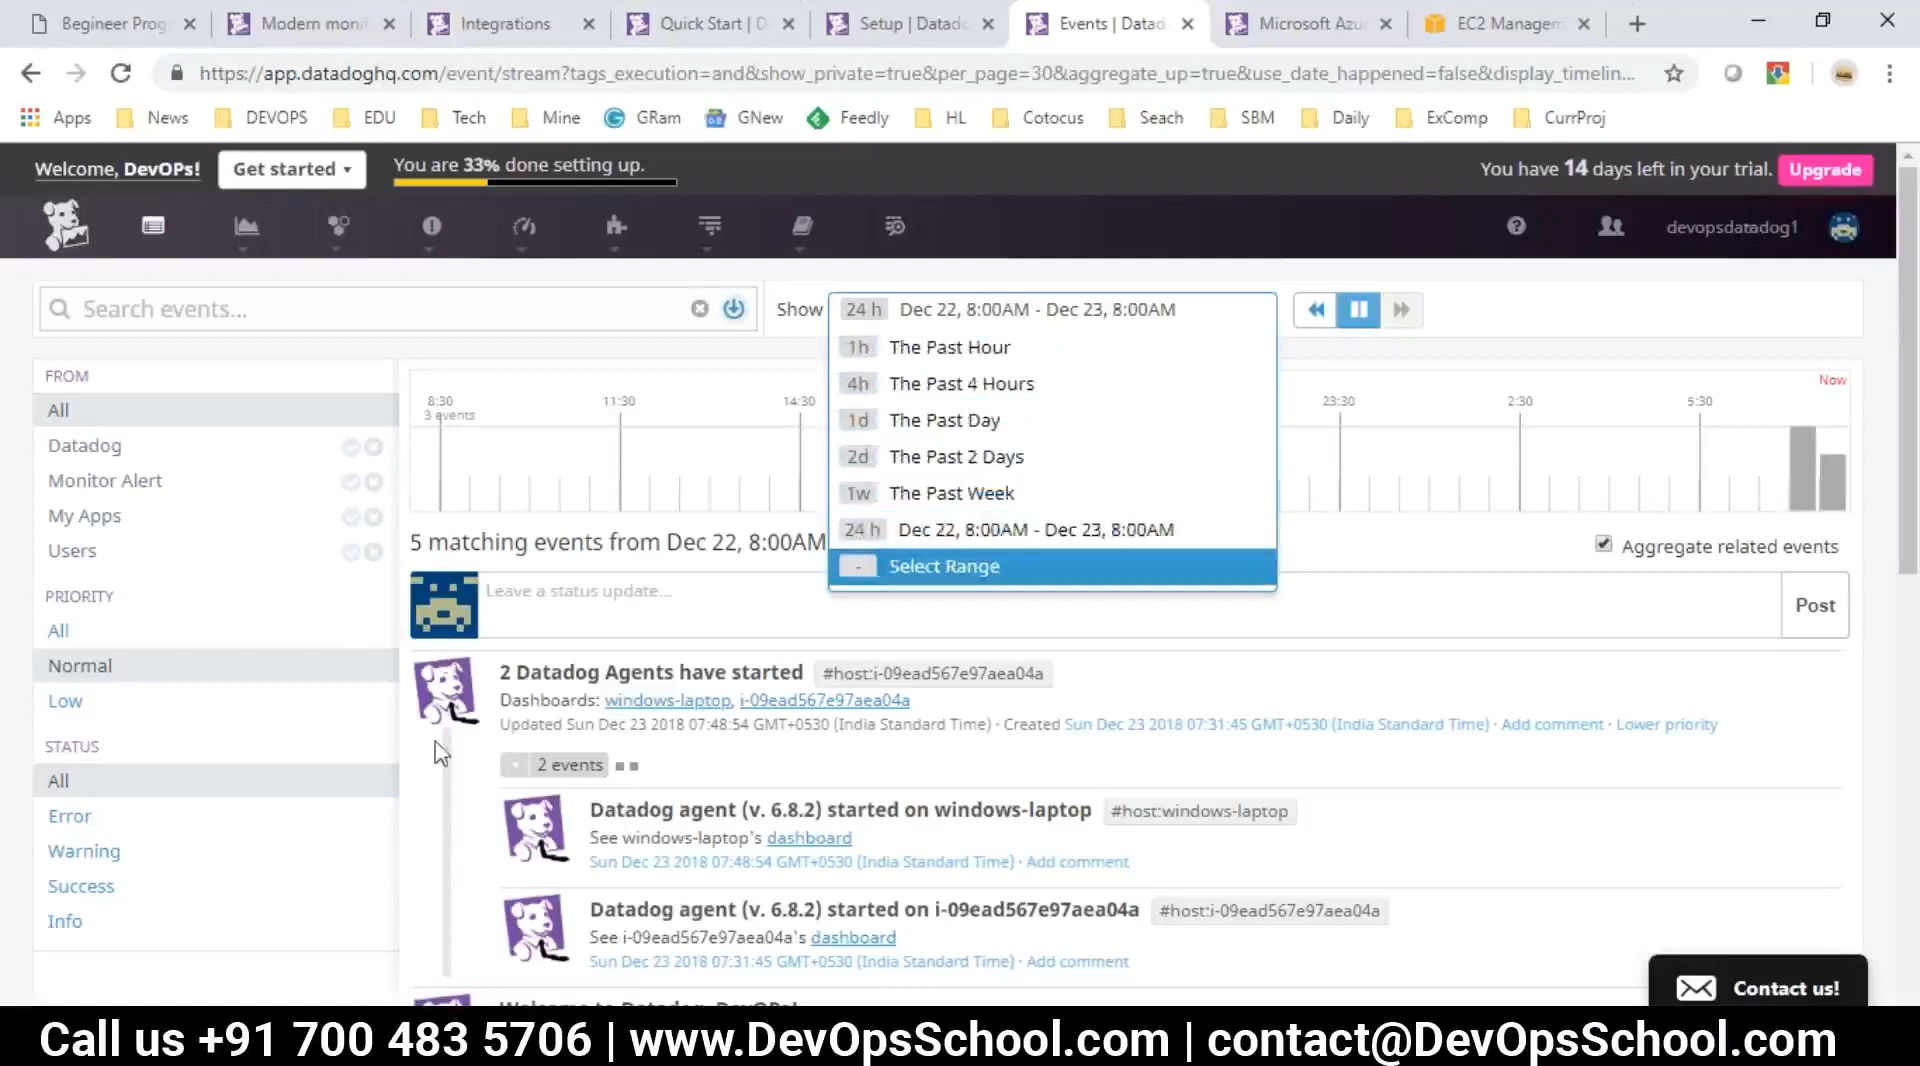 Begineer Prog
Modern moni
Integrations
Quick Start | D
Setup | Datado
Events | Datad
Microsoft Azu
EC2 Managem
https://app.datadoghq.com/event/stream?tags_execution=and&show_private=true&per_page=30&aggregate_up=true&use_date_happened=false&display_timelin...
Apps
News
DEVOPS
EDU
Tech
Mine
GRam
GNew
Feedly
HL
Cotocus
Seach
SBM
Daily
ExComp
CurrProj
Welcome, DevOPs!
Get started
You are 33% done setting up.
You have 14 days left in your trial.
Upgrade
devopsdatadog1
Search events...
Show
24 h Dec 22, 8:00AM - Dec 23, 8:00AM
1h The Past Hour
4h The Past 4 Hours
1d The Past Day
2d The Past 2 Days
1w The Past Week
24 h Dec 22, 8:00AM - Dec 23, 8:00AM
- Select Range
FROM
All
Datadog
Monitor Alert
My Apps
Users
PRIORITY
All
Normal
Low
STATUS
All
Error
Warning
Success
Info
Now
8:30
11:30
14:30
23:30
2:30
5:30
3 events
5 matching events from Dec 22, 8:00AM
Aggregate related events
Leave a status update...
Post
2 Datadog Agents have started #host:i-09ead567e97aea04a
Dashboards: windows-laptop, i-09ead567e97aea04a
Updated Sun Dec 23 2018 07:48:54 GMT+0530 (India Standard Time) · Created Sun Dec 23 2018 07:31:45 GMT+0530 (India Standard Time) · Add comment · Lower priority
2 events
Datadog agent (v. 6.8.2) started on windows-laptop #host:windows-laptop
See windows-laptop's dashboard
Sun Dec 23 2018 07:48:54 GMT+0530 (India Standard Time) · Add comment
Datadog agent (v. 6.8.2) started on i-09ead567e97aea04a #host:i-09ead567e97aea04a
See i-09ead567e97aea04a's dashboard
Sun Dec 23 2018 07:31:45 GMT+0530 (India Standard Time) · Add comment
Welcome to Datadog, DevOPs!
Contact us!
Call us +91 700 483 5706 | www.DevOpsSchool.com | contact@DevOpsSchool.com